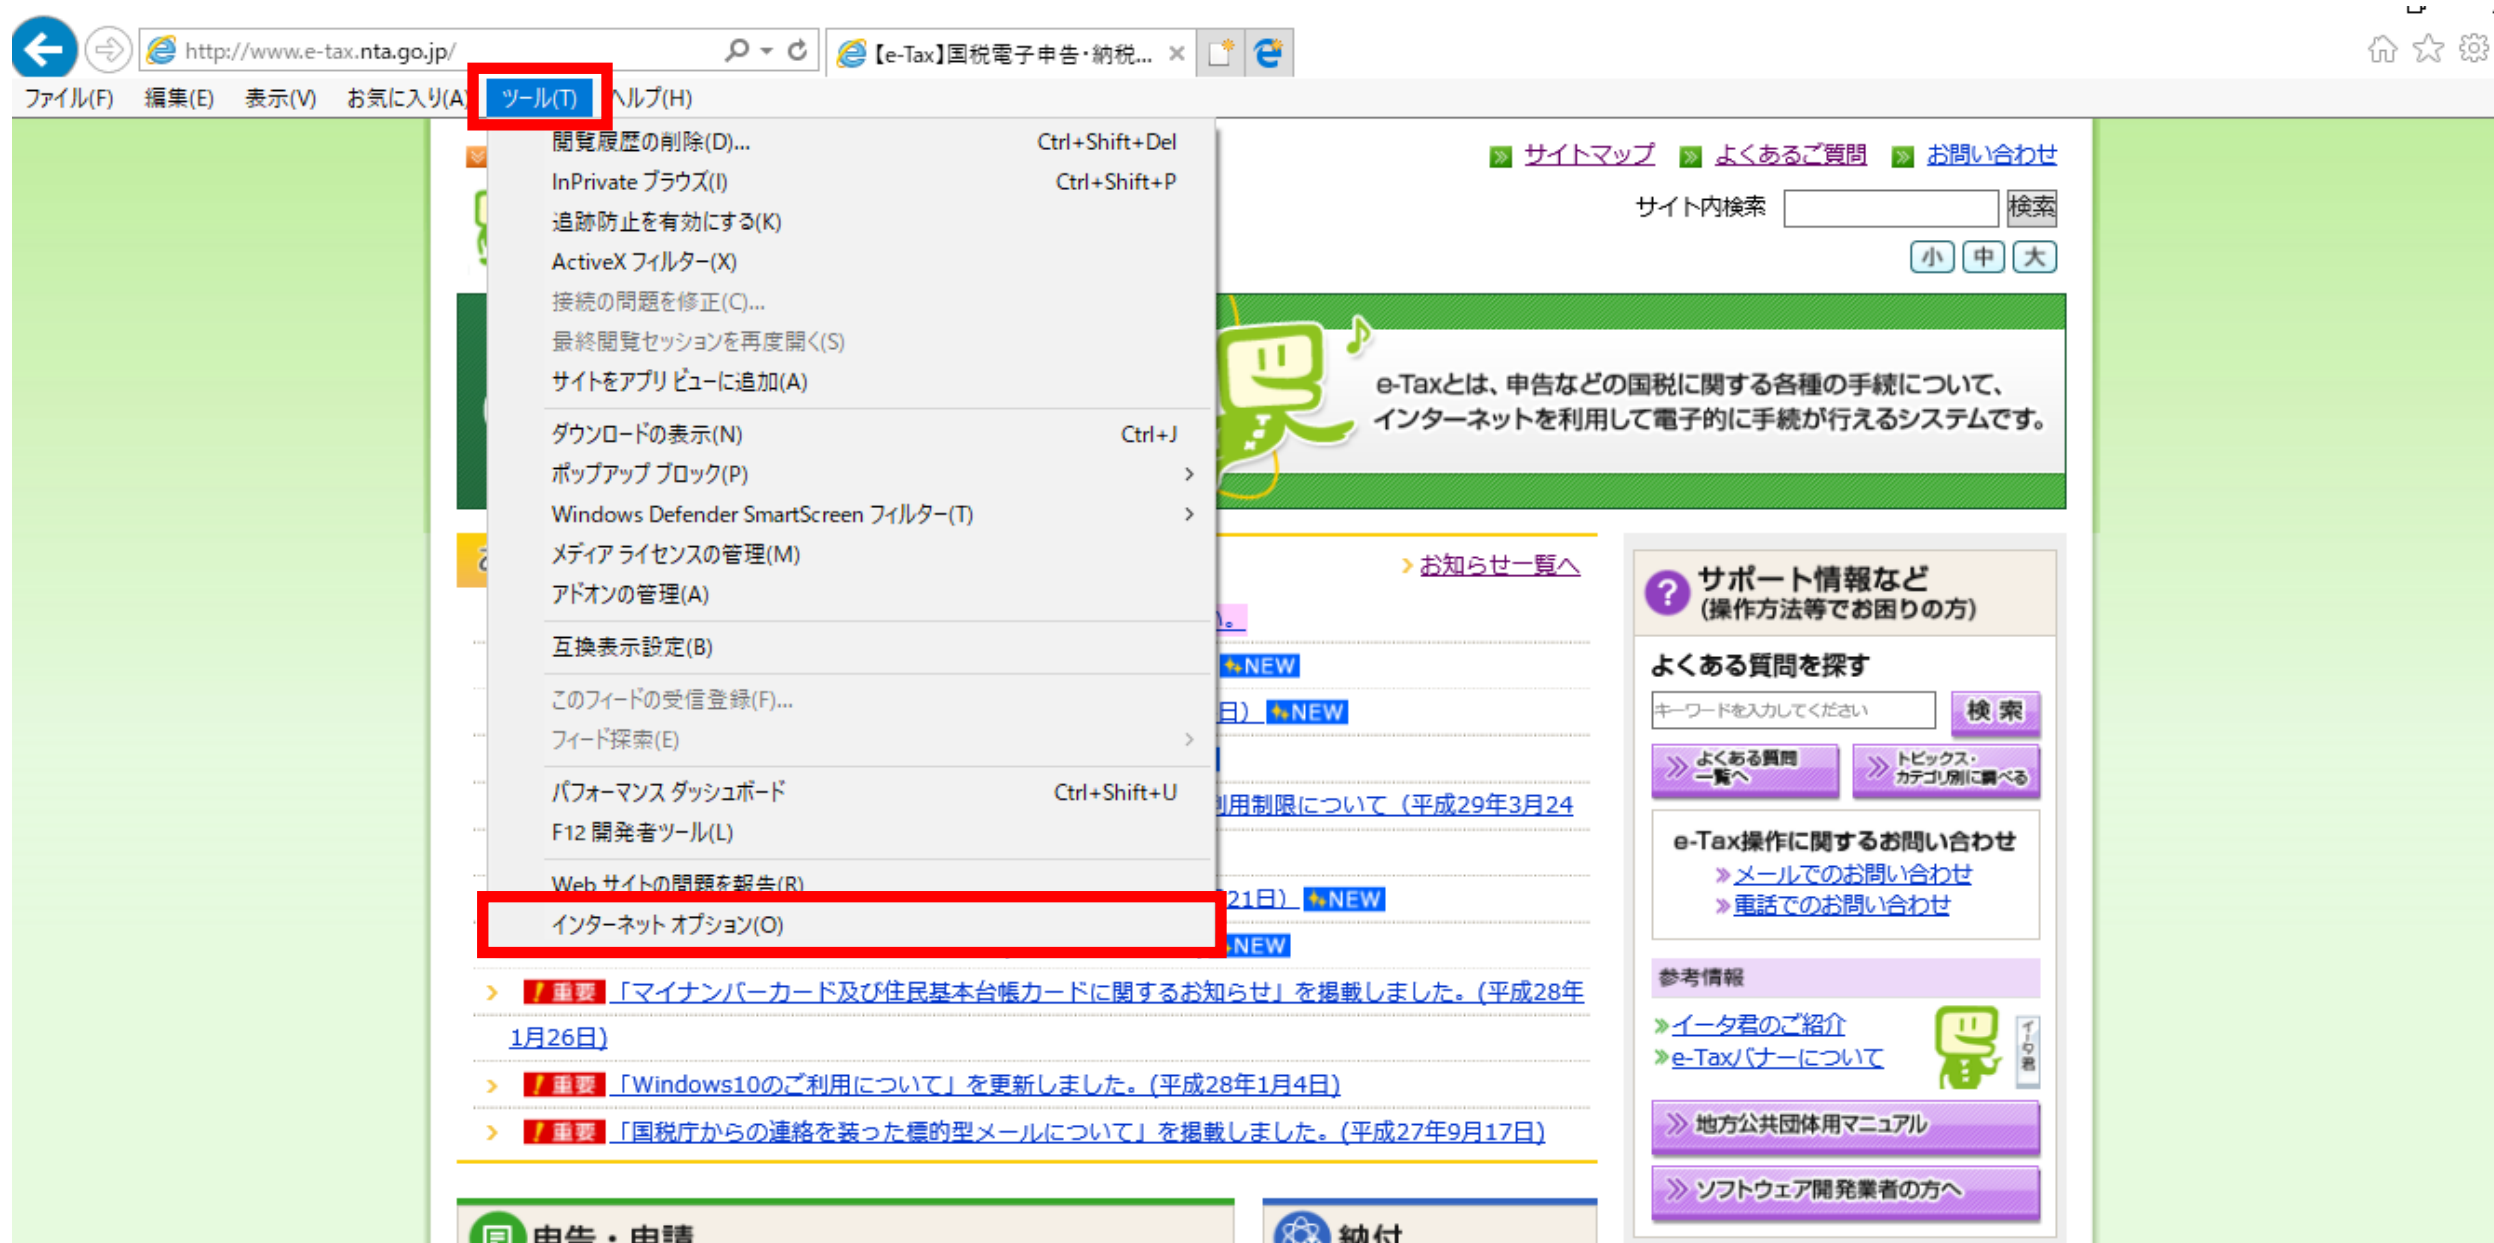 http://www.e-tax.nta.go.jp/
【e-Tax】国税電子申告・納税...
ファイル(F) 編集(E) 表示(V) お気に入り(A) ツール(T) ヘルプ(H)
閲覧履歴の削除(D)... Ctrl+Shift+Del
InPrivate ブラウズ(I) Ctrl+Shift+P
追跡防止を有効にする(K)
ActiveX フィルター(X)
接続の問題を修正(C)...
最終閲覧セッションを再度開く(S)
サイトをアプリ ビューに追加(A)
ダウンロードの表示(N) Ctrl+J
ポップアップ ブロック(P)
Windows Defender SmartScreen フィルター(T)
メディア ライセンスの管理(M)
アドオンの管理(A)
互換表示設定(B)
このフィードの受信登録(F)...
フィード探索(E)
パフォーマンス ダッシュボード Ctrl+Shift+U
F12 開発者ツール(L)
Web サイトの問題を報告(R)
インターネット オプション(O)
サイトマップ よくあるご質問 お問い合わせ
サイト内検索 検索
小 中 大
e-Taxとは、申告などの国税に関する各種の手続について、
インターネットを利用して電子的に手続が行えるシステムです。
お知らせ一覧へ
い。
NEW
日) NEW
利用制限について（平成29年3月24
21日） NEW
NEW
重要 「マイナンバーカード及び住民基本台帳カードに関するお知らせ」を掲載しました。(平成28年
1月26日)
重要 「Windows10のご利用について」を更新しました。(平成28年1月4日)
重要 「国税庁からの連絡を装った標的型メールについて」を掲載しました。(平成27年9月17日)
申告・申請
納付
サポート情報など
(操作方法等でお困りの方)
よくある質問を探す
キーワードを入力してください 検索
よくある質問
一覧へ
トピックス・
カテゴリ別に調べる
e-Tax操作に関するお問い合わせ
メールでのお問い合わせ
電話でのお問い合わせ
参考情報
イータ君のご紹介
e-Taxバナーについて
イータ君
地方公共団体用マニュアル
ソフトウェア開発業者の方へ